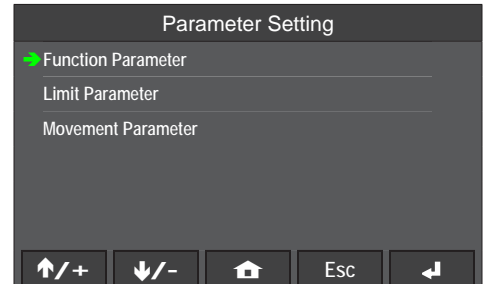 Parameter Setting
Function Parameter
Limit Parameter
Movement Parameter
↑/+ ↓/- Esc